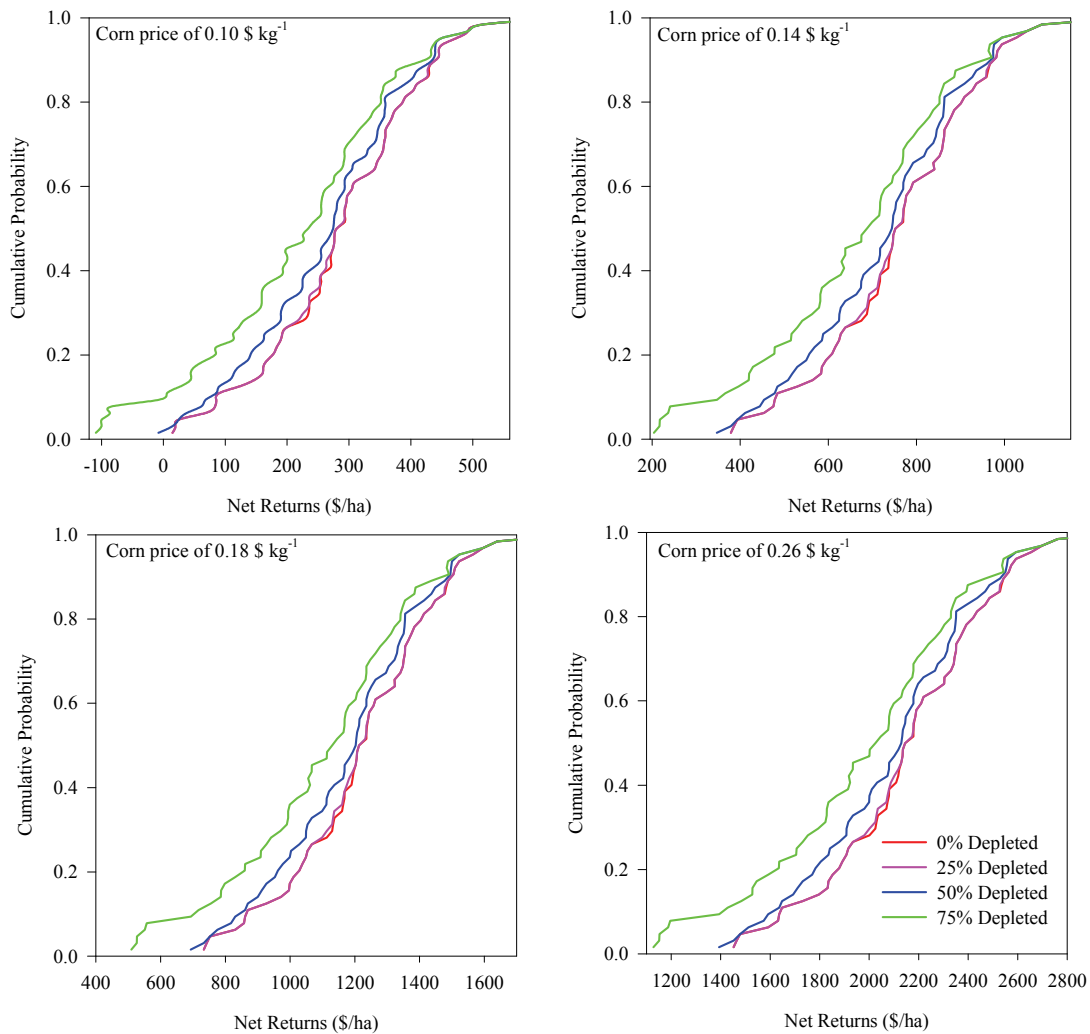 Corn price of 0.10 $ kg⁻¹
Cumulative Probability
1.0
0.8
0.6
0.4
0.2
0.0
-100 0 100 200 300 400 500
Net Returns ($/ha)
Corn price of 0.14 $ kg⁻¹
Cumulative Probability
1.0
0.8
0.6
0.4
0.2
0.0
200 400 600 800 1000
Net Returns ($/ha)
Corn price of 0.18 $ kg⁻¹
Cumulative Probability
1.0
0.8
0.6
0.4
0.2
0.0
400 600 800 1000 1200 1400 1600
Net Returns ($/ha)
Corn price of 0.26 $ kg⁻¹
Cumulative Probability
1.0
0.8
0.6
0.4
0.2
0.0
1200 1400 1600 1800 2000 2200 2400 2600 2800
Net Returns ($/ha)
0% Depleted
25% Depleted
50% Depleted
75% Depleted